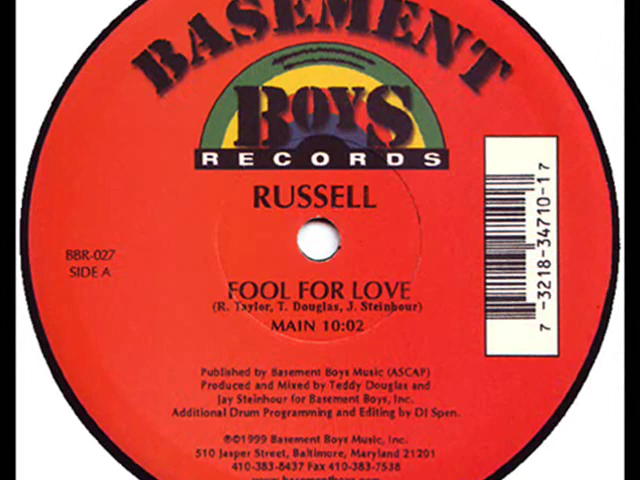 BASEMENT
BOYS
RECORDS
RUSSELL
BBR-027
SIDE A
FOOL FOR LOVE
(R. Taylor, T. Douglas, J. Steinhour)
MAIN 10:02
7 -3218-34710-1 7
Published by Basement Boys Music (ASCAP)
Produced and Mixed by Teddy Douglas and
Jay Steinhour for Basement Boys, Inc.
Additional Drum Programming and Editing by DJ Spen.
℗©1999 Basement Boys Music, Inc.
510 Jasper Street, Baltimore, Maryland 21201
410-383-8437 Fax 410-383-7538